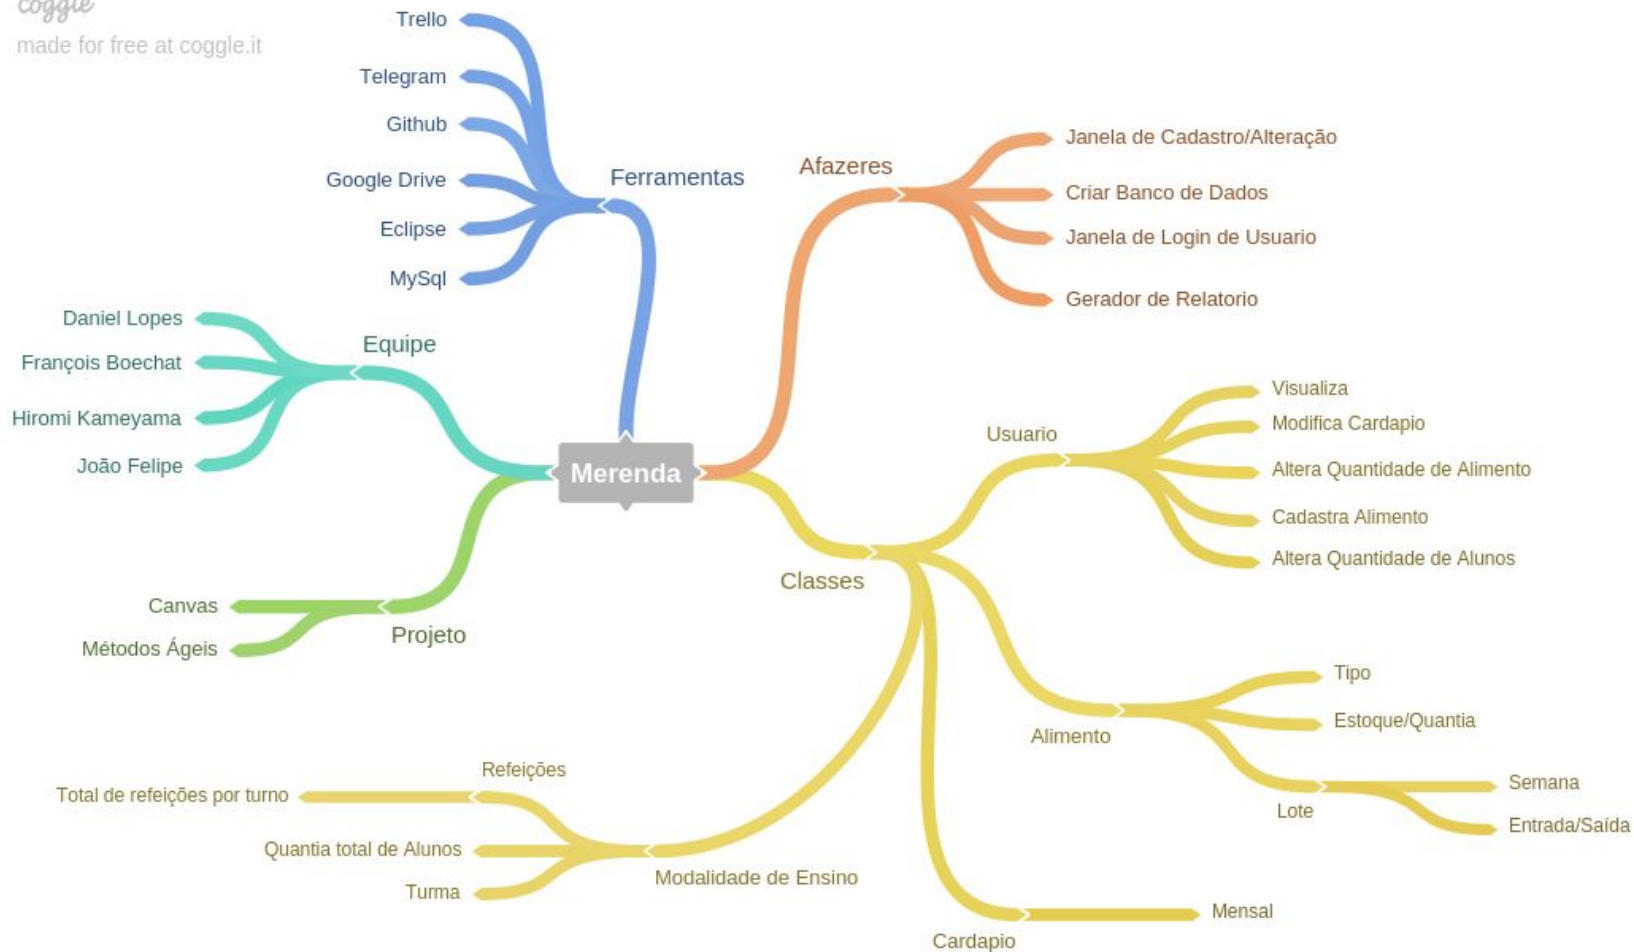 coggle
made for free at coggle.it
Trello
Telegram
Github
Google Drive
Eclipse
MySql
Ferramentas
Afazeres
Janela de Cadastro/Alteração
Criar Banco de Dados
Janela de Login de Usuario
Gerador de Relatorio
Daniel Lopes
François Boechat
Hiromi Kameyama
João Felipe
Equipe
Merenda
Canvas
Métodos Ágeis
Projeto
Classes
Usuario
Visualiza
Modifica Cardapio
Altera Quantidade de Alimento
Cadastra Alimento
Altera Quantidade de Alunos
Alimento
Tipo
Estoque/Quantia
Lote
Semana
Entrada/Saída
Refeições
Total de refeições por turno
Quantia total de Alunos
Turma
Modalidade de Ensino
Cardapio
Mensal